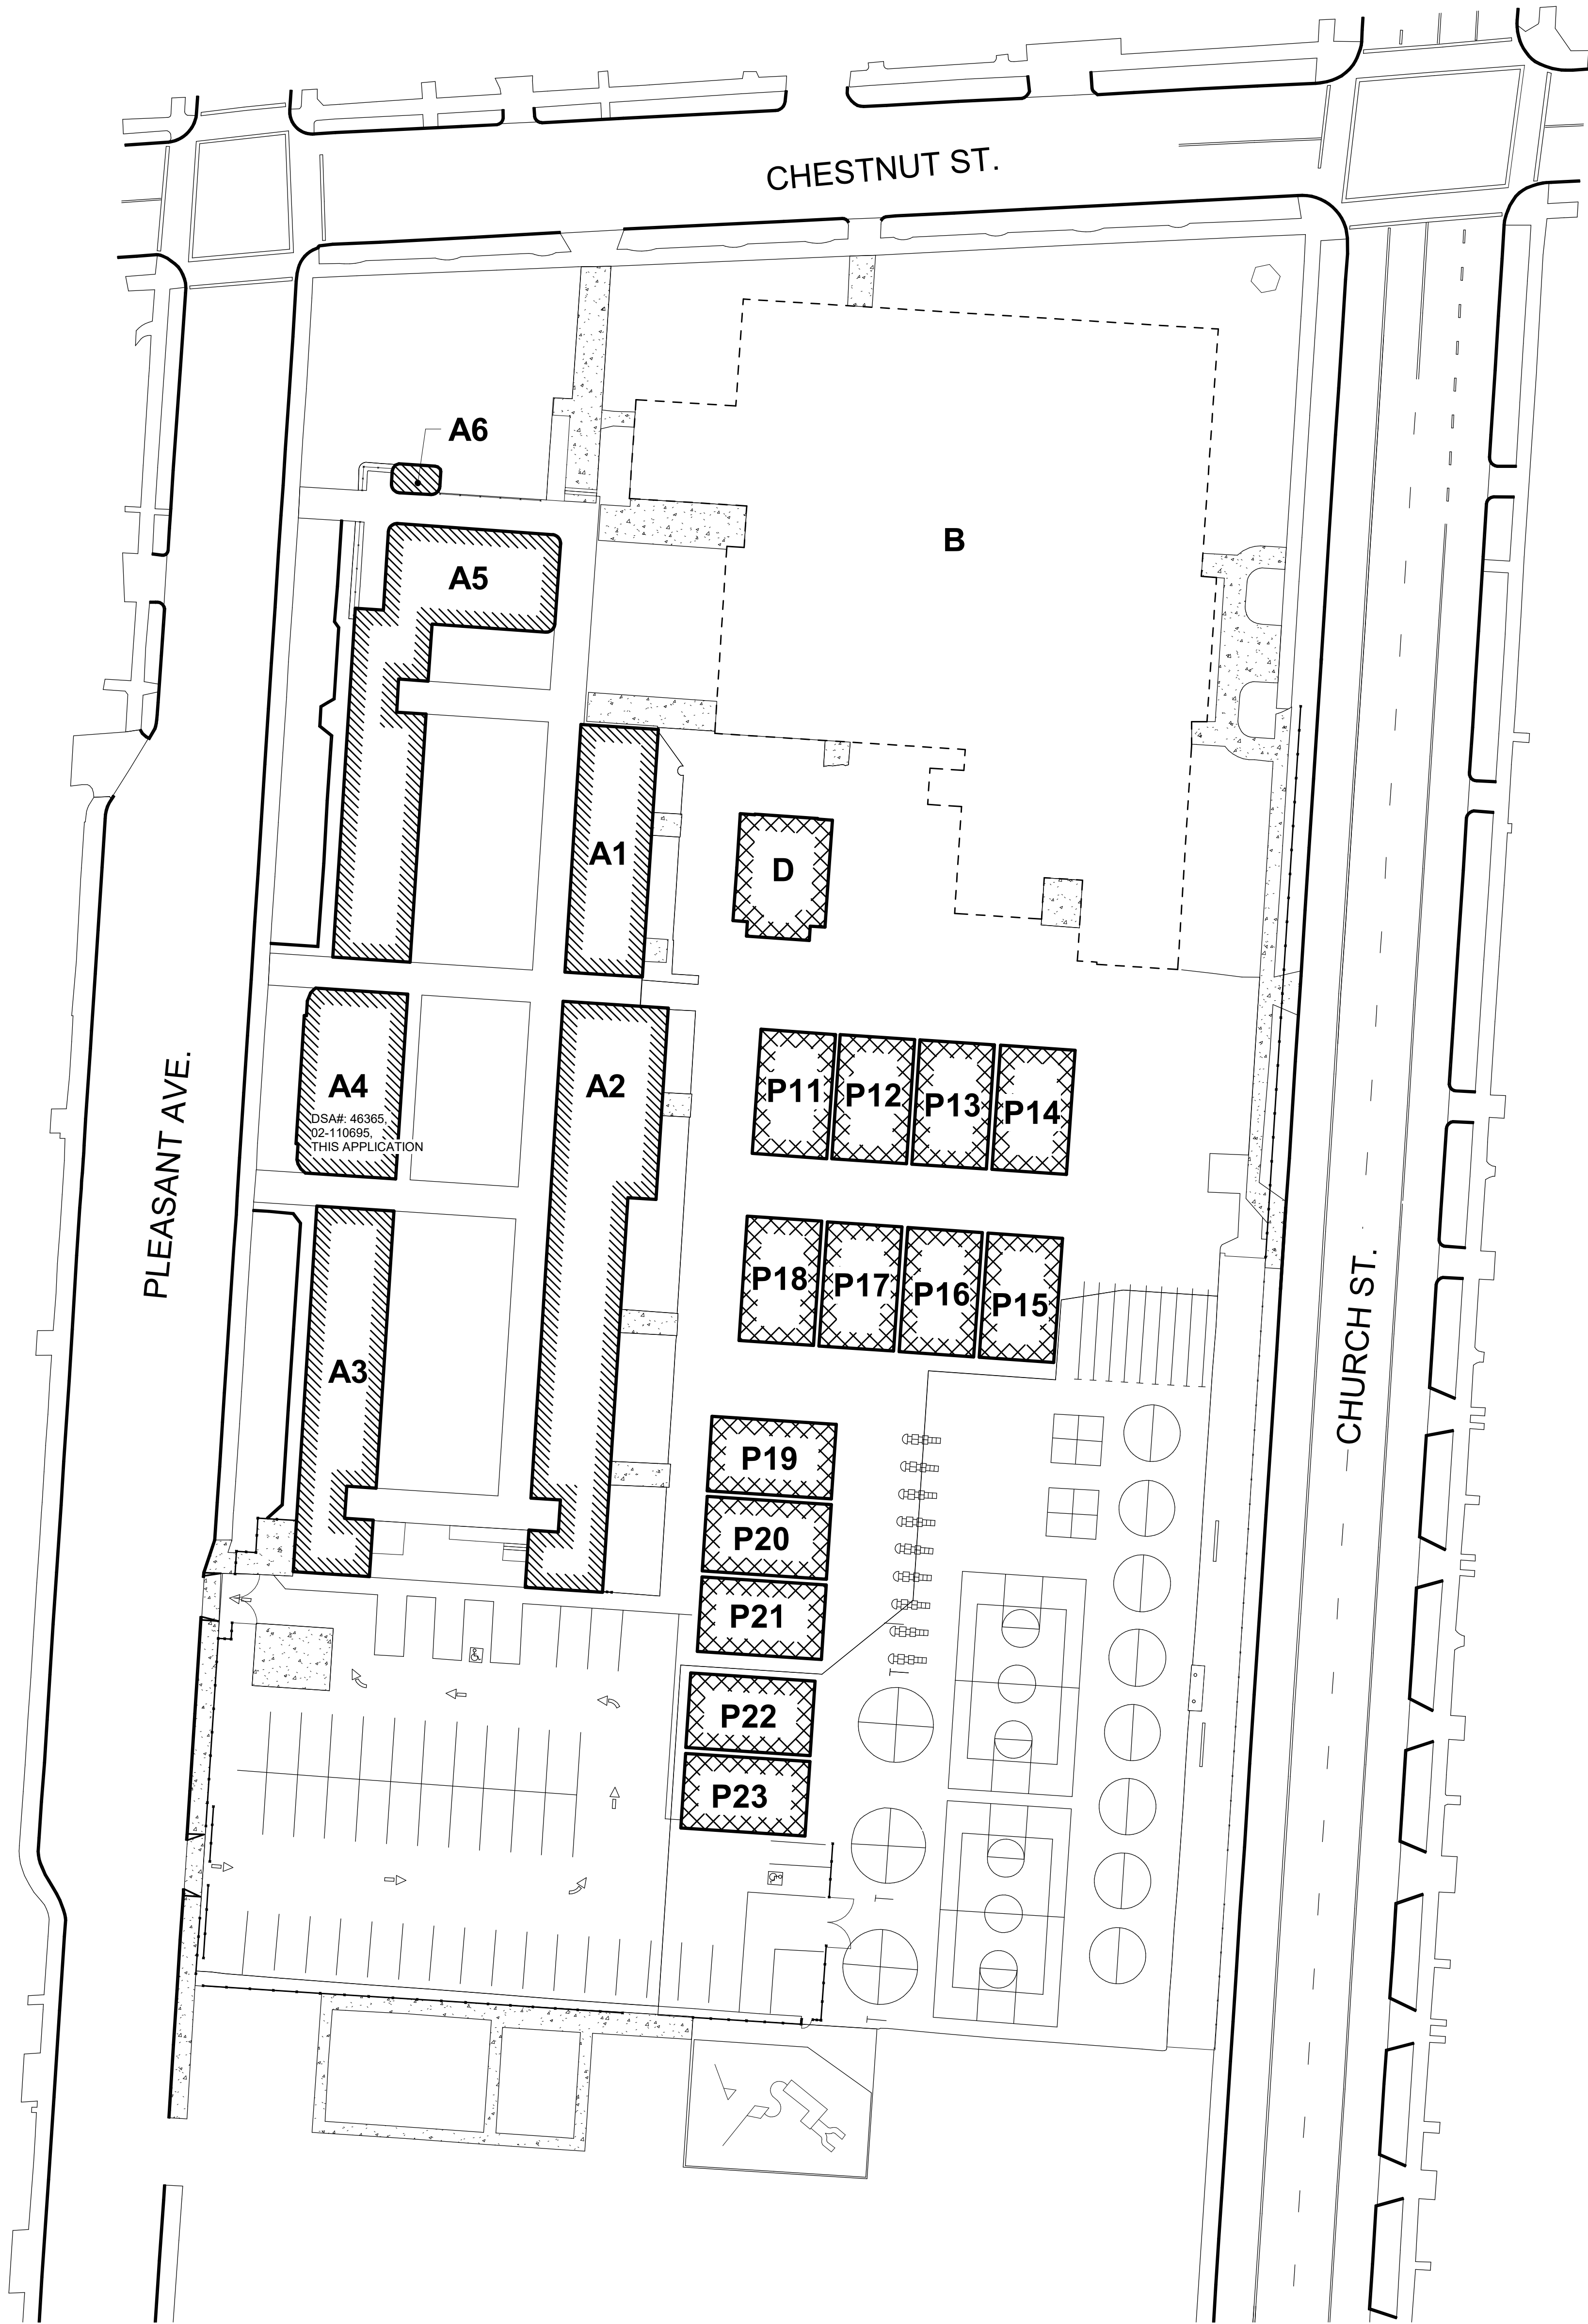 CHESTNUT ST.
A6
B
A5
A1
D
PLEASANT AVE.
A4
DSA#: 46365,
02-110695,
THIS APPLICATION
A2
P11
P12
P13
P14
P18
P17
P16
P15
CHURCH ST.
A3
P19
P20
P21
P22
P23